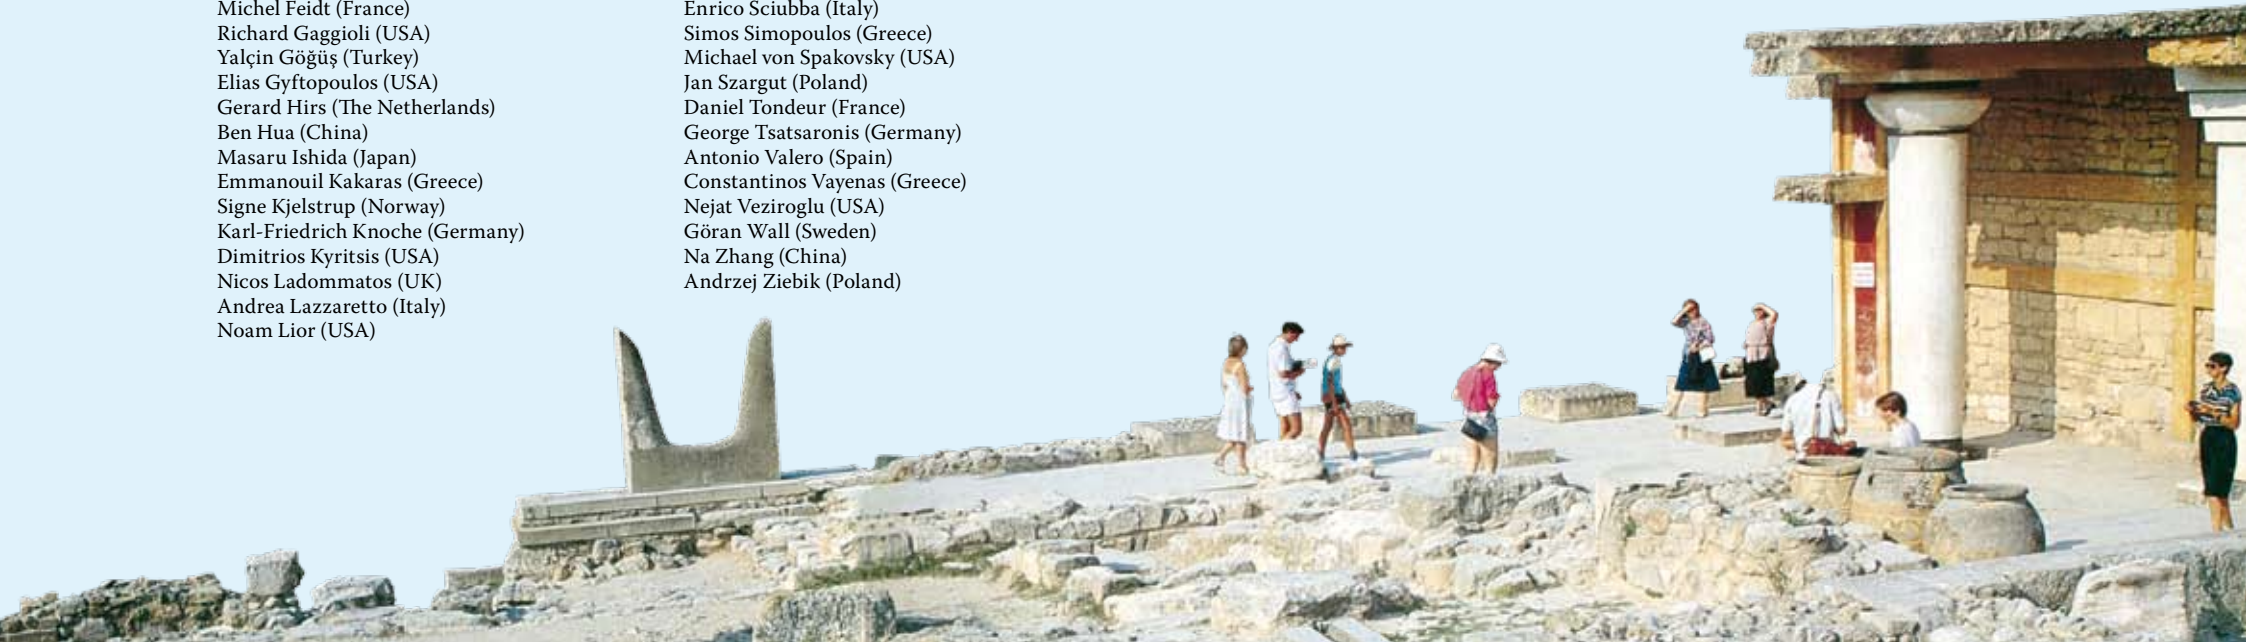 Michel Feidt (France)
Richard Gaggioli (USA)
Yalçin Göğüş (Turkey)
Elias Gyftopoulos (USA)
Gerard Hirs (The Netherlands)
Ben Hua (China)
Masaru Ishida (Japan)
Emmanouil Kakaras (Greece)
Signe Kjelstrup (Norway)
Karl-Friedrich Knoche (Germany)
Dimitrios Kyritsis (USA)
Nicos Ladommatos (UK)
Andrea Lazzaretto (Italy)
Noam Lior (USA)
Enrico Sciubba (Italy)
Simos Simopoulos (Greece)
Michael von Spakovsky (USA)
Jan Szargut (Poland)
Daniel Tondeur (France)
George Tsatsaronis (Germany)
Antonio Valero (Spain)
Constantinos Vayenas (Greece)
Nejat Veziroglu (USA)
Göran Wall (Sweden)
Na Zhang (China)
Andrzej Ziebik (Poland)